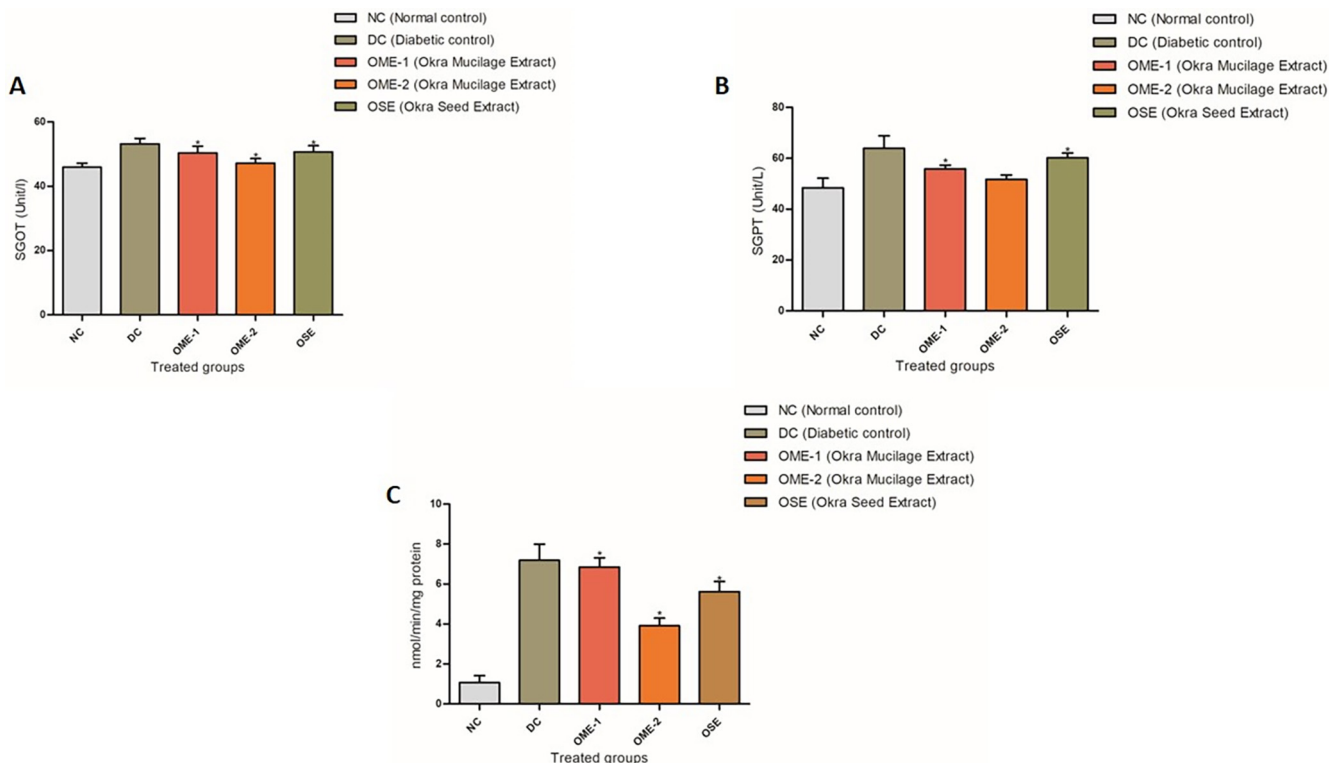 A
NC (Normal control)
DC (Diabetic control)
OME-1 (Okra Mucilage Extract)
OME-2 (Okra Mucilage Extract)
OSE (Okra Seed Extract)
SGOT (Unit/l)
60
40
20
0
*
*
*
NC
DC
OME-1
OME-2
OSE
Treated groups
B
NC (Normal control)
DC (Diabetic control)
OME-1 (Okra Mucilage Extract)
OME-2 (Okra Mucilage Extract)
OSE (Okra Seed Extract)
SGPT (Unit/L)
80
60
40
20
0
*
*
NC
DC
OME-1
OME-2
OSE
Treated groups
C
NC (Normal control)
DC (Diabetic control)
OME-1 (Okra Mucilage Extract)
OME-2 (Okra Mucilage Extract)
OSE (Okra Seed Extract)
nmol/min/mg protein
10
8
6
4
2
0
*
*
*
NC
DC
OME-1
OME-2
OSE
Treated groups